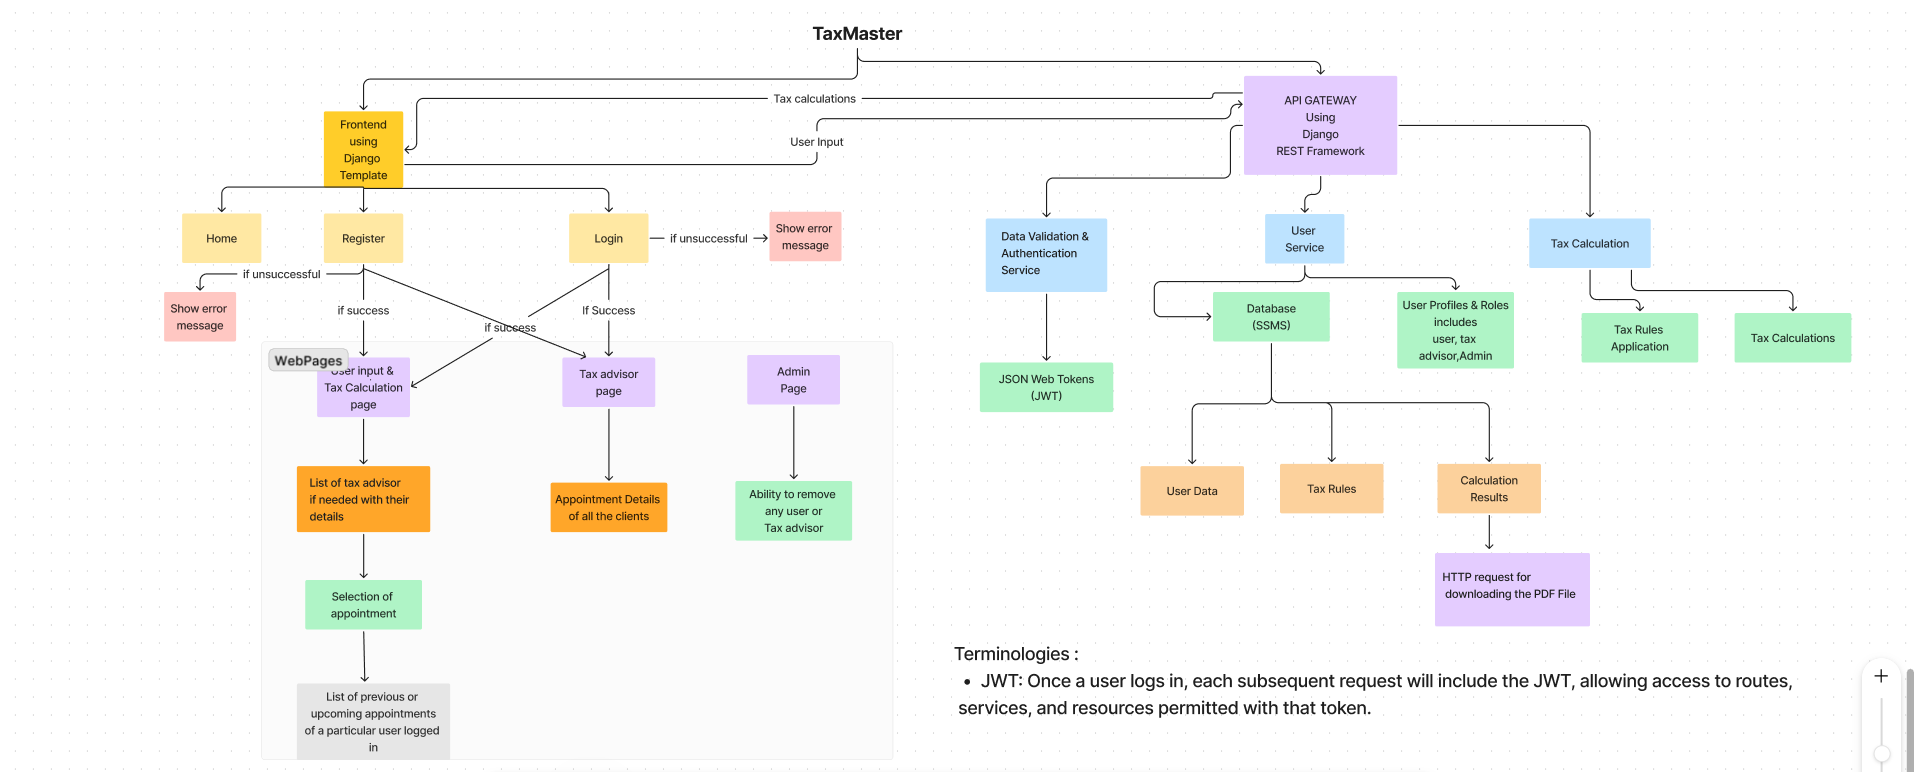 TaxMaster
Tax calculations
User Input
API GATEWAY
Using
Django
REST Framework
Frontend
using
Django
Template
Home
Register
Login
if unsuccessful
Show error
message
if unsuccessful
Show error
message
if success
if success
If Success
WebPages
User input &
Tax Calculation
page
Tax advisor
page
Admin
Page
List of tax advisor
if needed with their
details
Appointment Details
of all the clients
Ability to remove
any user or
Tax advisor
Selection of
appointment
List of previous or
upcoming appointments
of a particular user logged
in
Data Validation &
Authentication
Service
User
Service
Tax Calculation
JSON Web Tokens
(JWT)
Database
(SSMS)
User Profiles & Roles
includes
user, tax
advisor,Admin
Tax Rules
Application
Tax Calculations
User Data
Tax Rules
Calculation
Results
HTTP request for
downloading the PDF File
Terminologies :
• JWT: Once a user logs in, each subsequent request will include the JWT, allowing access to routes,
services, and resources permitted with that token.